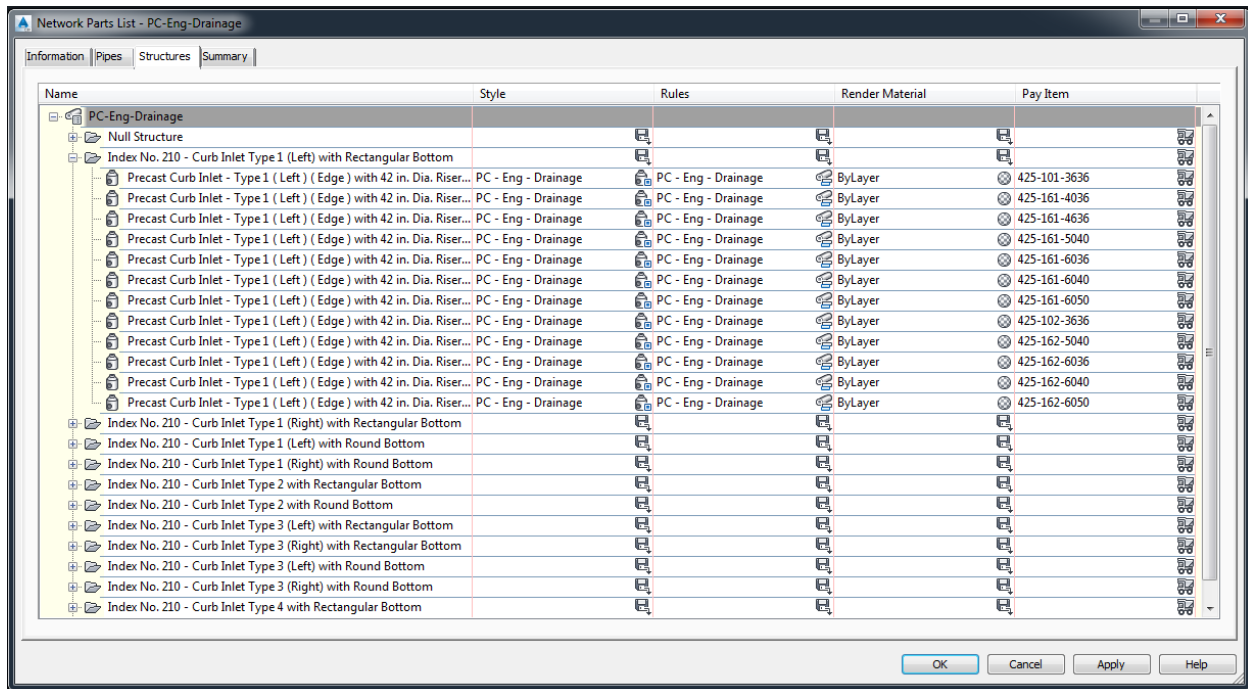 Network Parts List - PC-Eng-Drainage
Information Pipes Structures Summary
Name Style Rules Render Material Pay Item
PC-Eng-Drainage
Null Structure
Index No. 210 - Curb Inlet Type 1 (Left) with Rectangular Bottom
Precast Curb Inlet - Type 1 ( Left ) ( Edge ) with 42 in. Dia. Riser... PC - Eng - Drainage PC - Eng - Drainage ByLayer 425-101-3636
Precast Curb Inlet - Type 1 ( Left ) ( Edge ) with 42 in. Dia. Riser... PC - Eng - Drainage PC - Eng - Drainage ByLayer 425-161-4036
Precast Curb Inlet - Type 1 ( Left ) ( Edge ) with 42 in. Dia. Riser... PC - Eng - Drainage PC - Eng - Drainage ByLayer 425-161-4636
Precast Curb Inlet - Type 1 ( Left ) ( Edge ) with 42 in. Dia. Riser... PC - Eng - Drainage PC - Eng - Drainage ByLayer 425-161-5040
Precast Curb Inlet - Type 1 ( Left ) ( Edge ) with 42 in. Dia. Riser... PC - Eng - Drainage PC - Eng - Drainage ByLayer 425-161-6036
Precast Curb Inlet - Type 1 ( Left ) ( Edge ) with 42 in. Dia. Riser... PC - Eng - Drainage PC - Eng - Drainage ByLayer 425-161-6040
Precast Curb Inlet - Type 1 ( Left ) ( Edge ) with 42 in. Dia. Riser... PC - Eng - Drainage PC - Eng - Drainage ByLayer 425-161-6050
Precast Curb Inlet - Type 1 ( Left ) ( Edge ) with 42 in. Dia. Riser... PC - Eng - Drainage PC - Eng - Drainage ByLayer 425-102-3636
Precast Curb Inlet - Type 1 ( Left ) ( Edge ) with 42 in. Dia. Riser... PC - Eng - Drainage PC - Eng - Drainage ByLayer 425-162-5040
Precast Curb Inlet - Type 1 ( Left ) ( Edge ) with 42 in. Dia. Riser... PC - Eng - Drainage PC - Eng - Drainage ByLayer 425-162-6036
Precast Curb Inlet - Type 1 ( Left ) ( Edge ) with 42 in. Dia. Riser... PC - Eng - Drainage PC - Eng - Drainage ByLayer 425-162-6040
Precast Curb Inlet - Type 1 ( Left ) ( Edge ) with 42 in. Dia. Riser... PC - Eng - Drainage PC - Eng - Drainage ByLayer 425-162-6050
Index No. 210 - Curb Inlet Type 1 (Right) with Rectangular Bottom
Index No. 210 - Curb Inlet Type 1 (Left) with Round Bottom
Index No. 210 - Curb Inlet Type 1 (Right) with Round Bottom
Index No. 210 - Curb Inlet Type 2 with Rectangular Bottom
Index No. 210 - Curb Inlet Type 2 with Round Bottom
Index No. 210 - Curb Inlet Type 3 (Left) with Rectangular Bottom
Index No. 210 - Curb Inlet Type 3 (Right) with Rectangular Bottom
Index No. 210 - Curb Inlet Type 3 (Left) with Round Bottom
Index No. 210 - Curb Inlet Type 3 (Right) with Round Bottom
Index No. 210 - Curb Inlet Type 4 with Rectangular Bottom
OK Cancel Apply Help